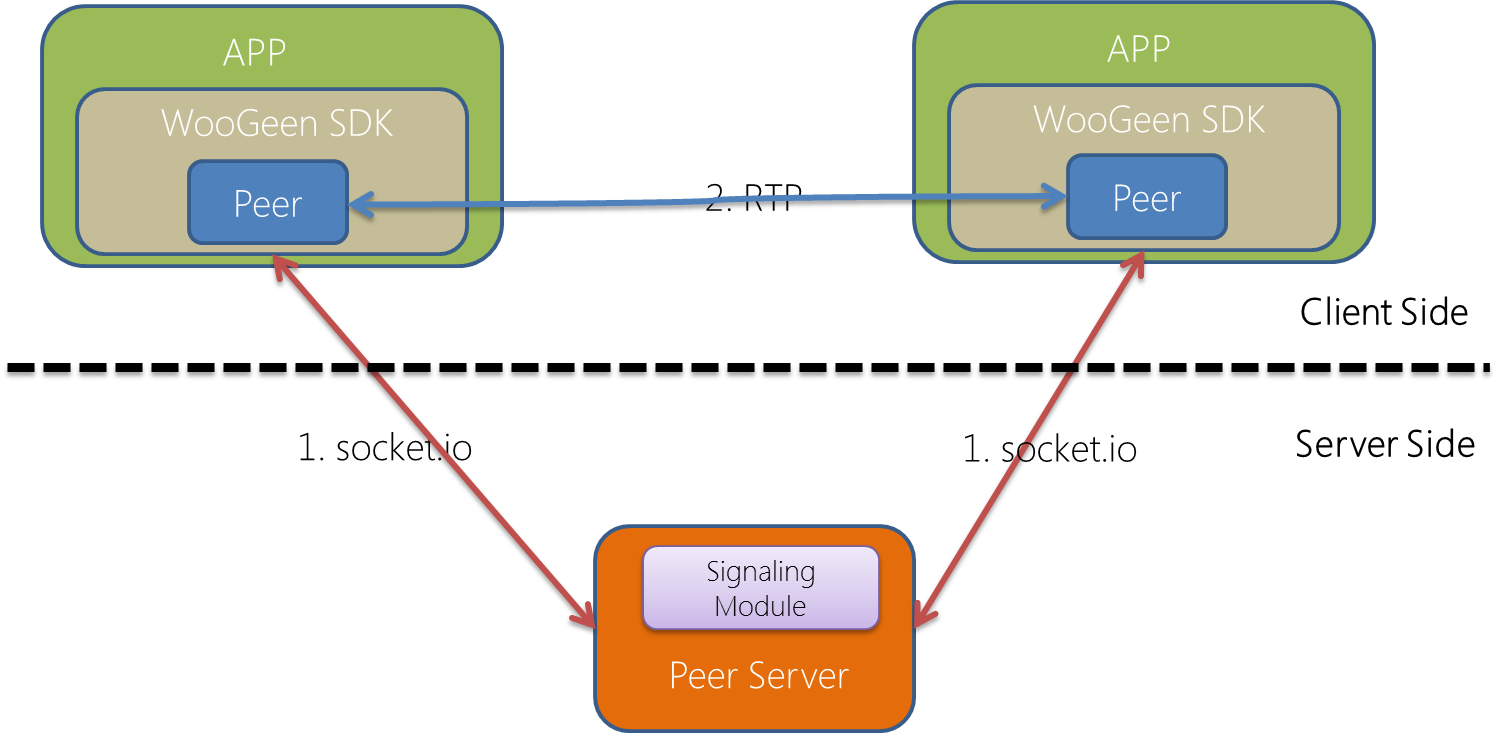 APP
APP
WooGeen SDK
WooGeen SDK
Peer
2. RTP
Peer
Client Side
1. socket.io
1. socket.io
Server Side
Signaling
Module
Peer Server